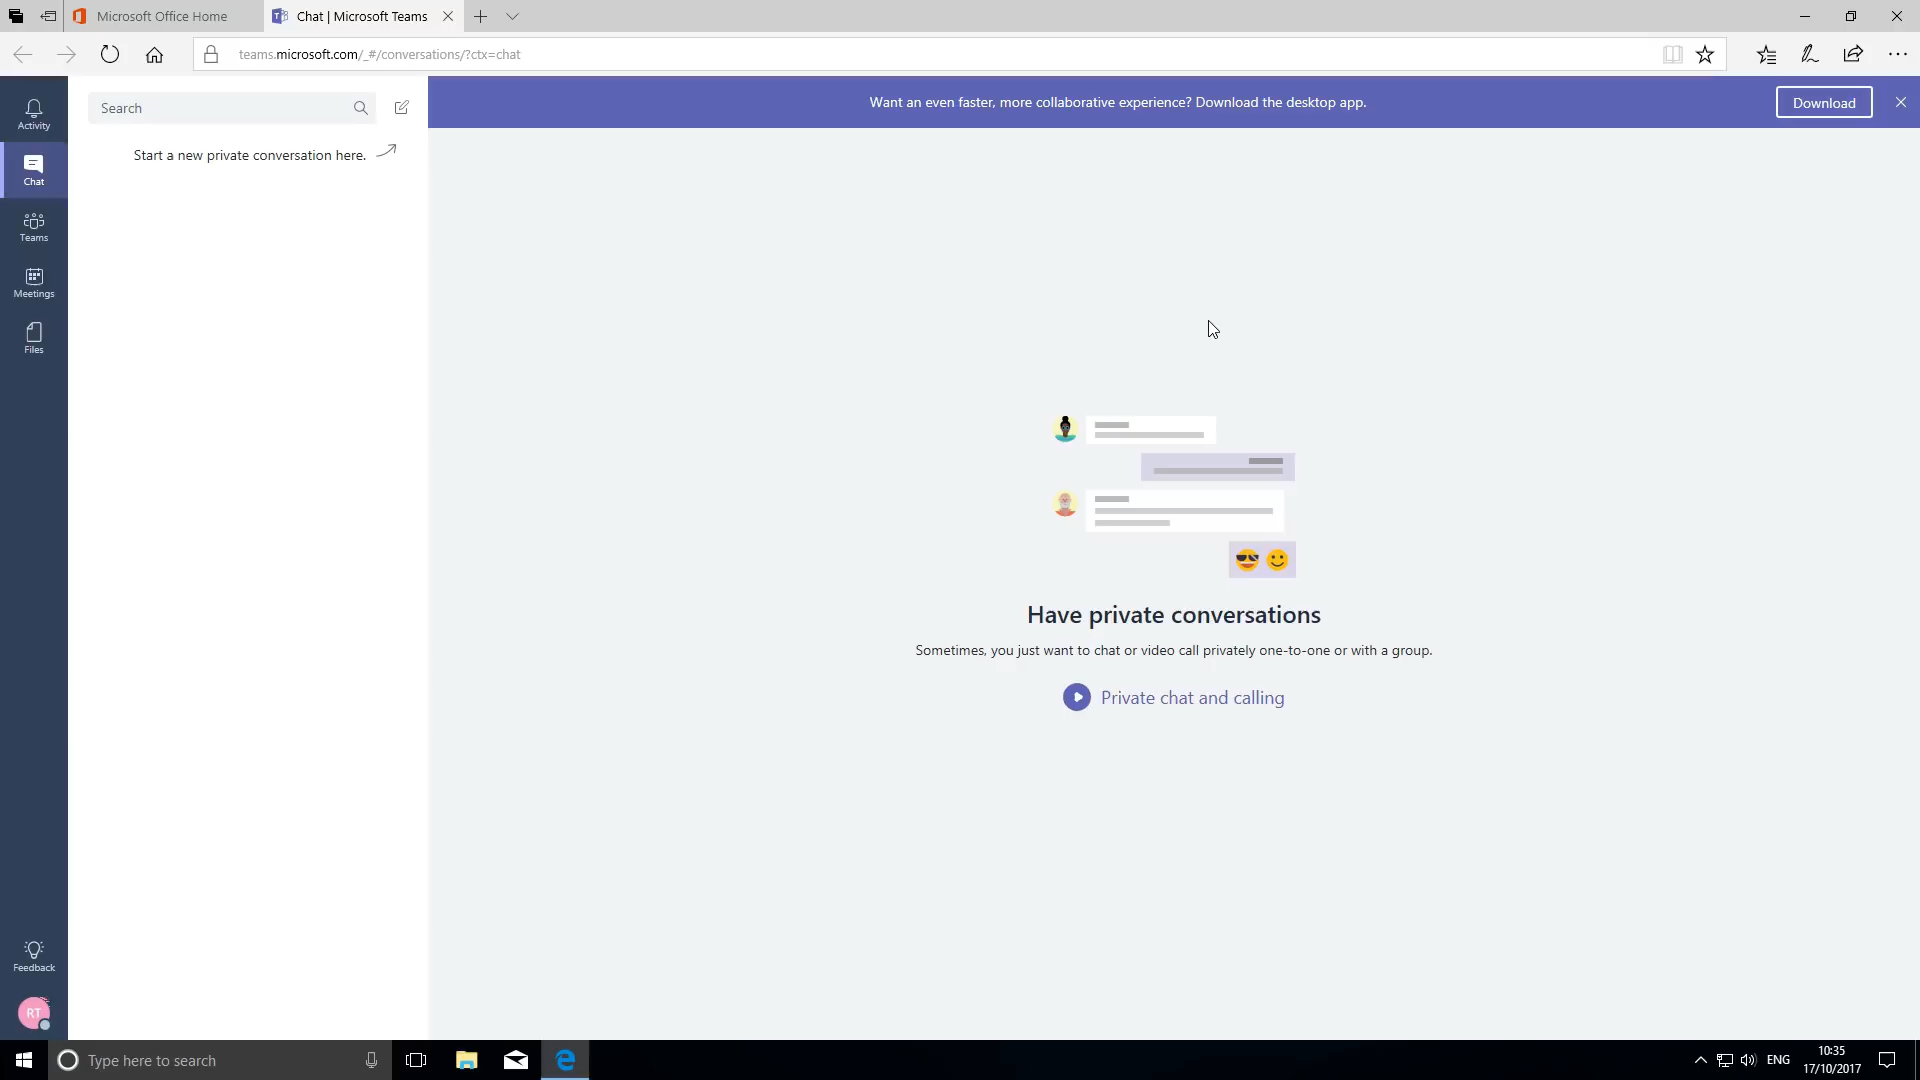 Microsoft Office Home
Chat | Microsoft Teams
teams.microsoft.com/_#/conversations/?ctx=chat
Search
Want an even faster, more collaborative experience? Download the desktop app.
Download
Activity
Start a new private conversation here.
Chat
Teams
Meetings
Files
Have private conversations
Sometimes, you just want to chat or video call privately one-to-one or with a group.
Private chat and calling
Feedback
RT
Type here to search
ENG
10:35
17/10/2017